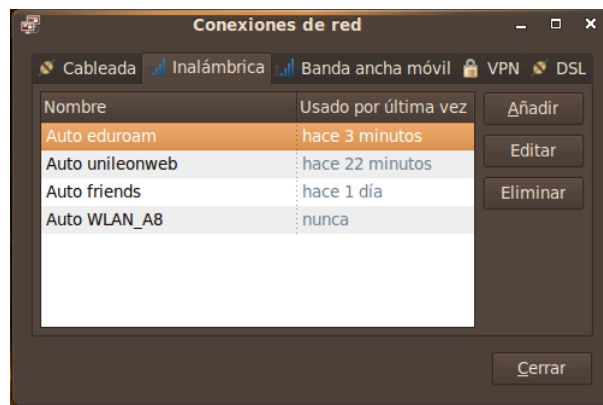 Conexiones de red
Cableada Inalámbrica Banda ancha móvil VPN DSL
Nombre Usado por última vez
Añadir
Auto eduroam hace 3 minutos
Editar
Auto unileonweb hace 22 minutos
Auto friends hace 1 día
Eliminar
Auto WLAN_A8 nunca
Cerrar